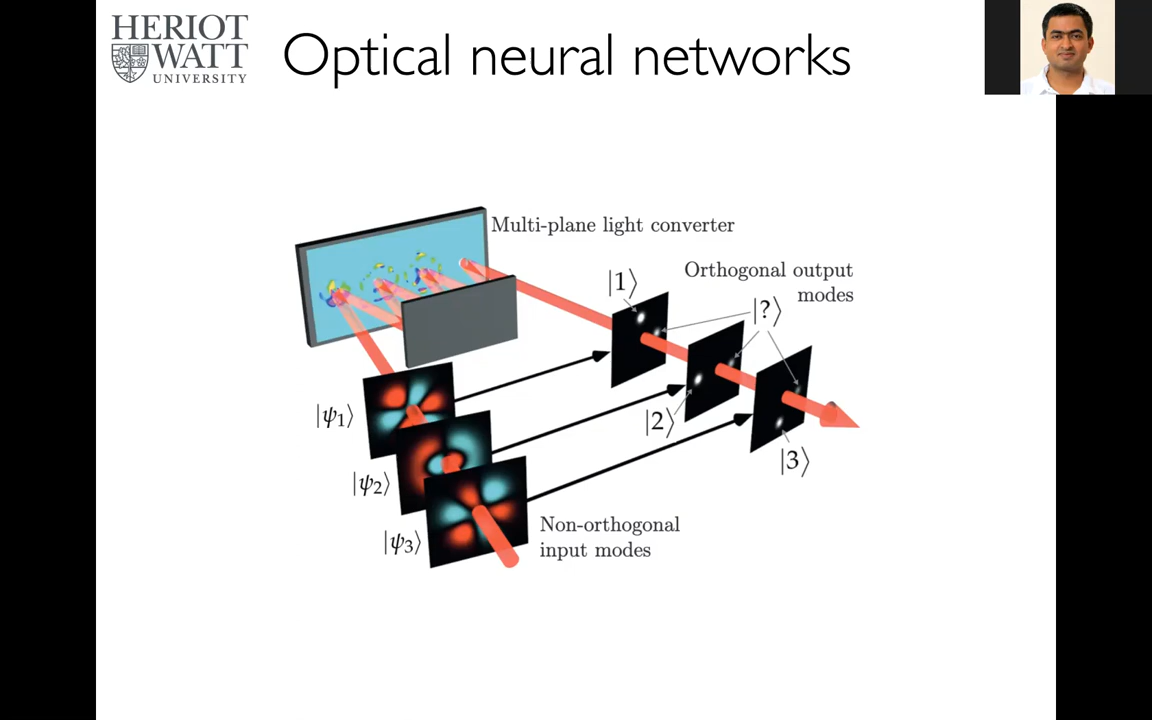 HERIOT
WATT
UNIVERSITY
Optical neural networks
Multi-plane light converter
Orthogonal output
modes
|1⟩
|?⟩
|2⟩
|3⟩
|ψ₁⟩
|ψ₂⟩
|ψ₃⟩
Non-orthogonal
input modes